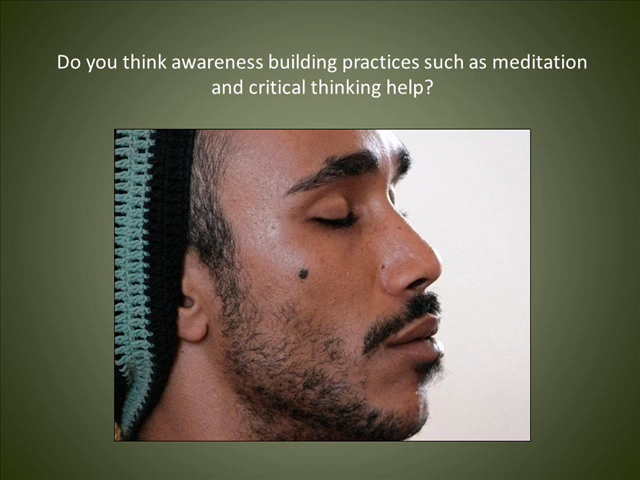 Do you think awareness building practices such as meditation
and critical thinking help?